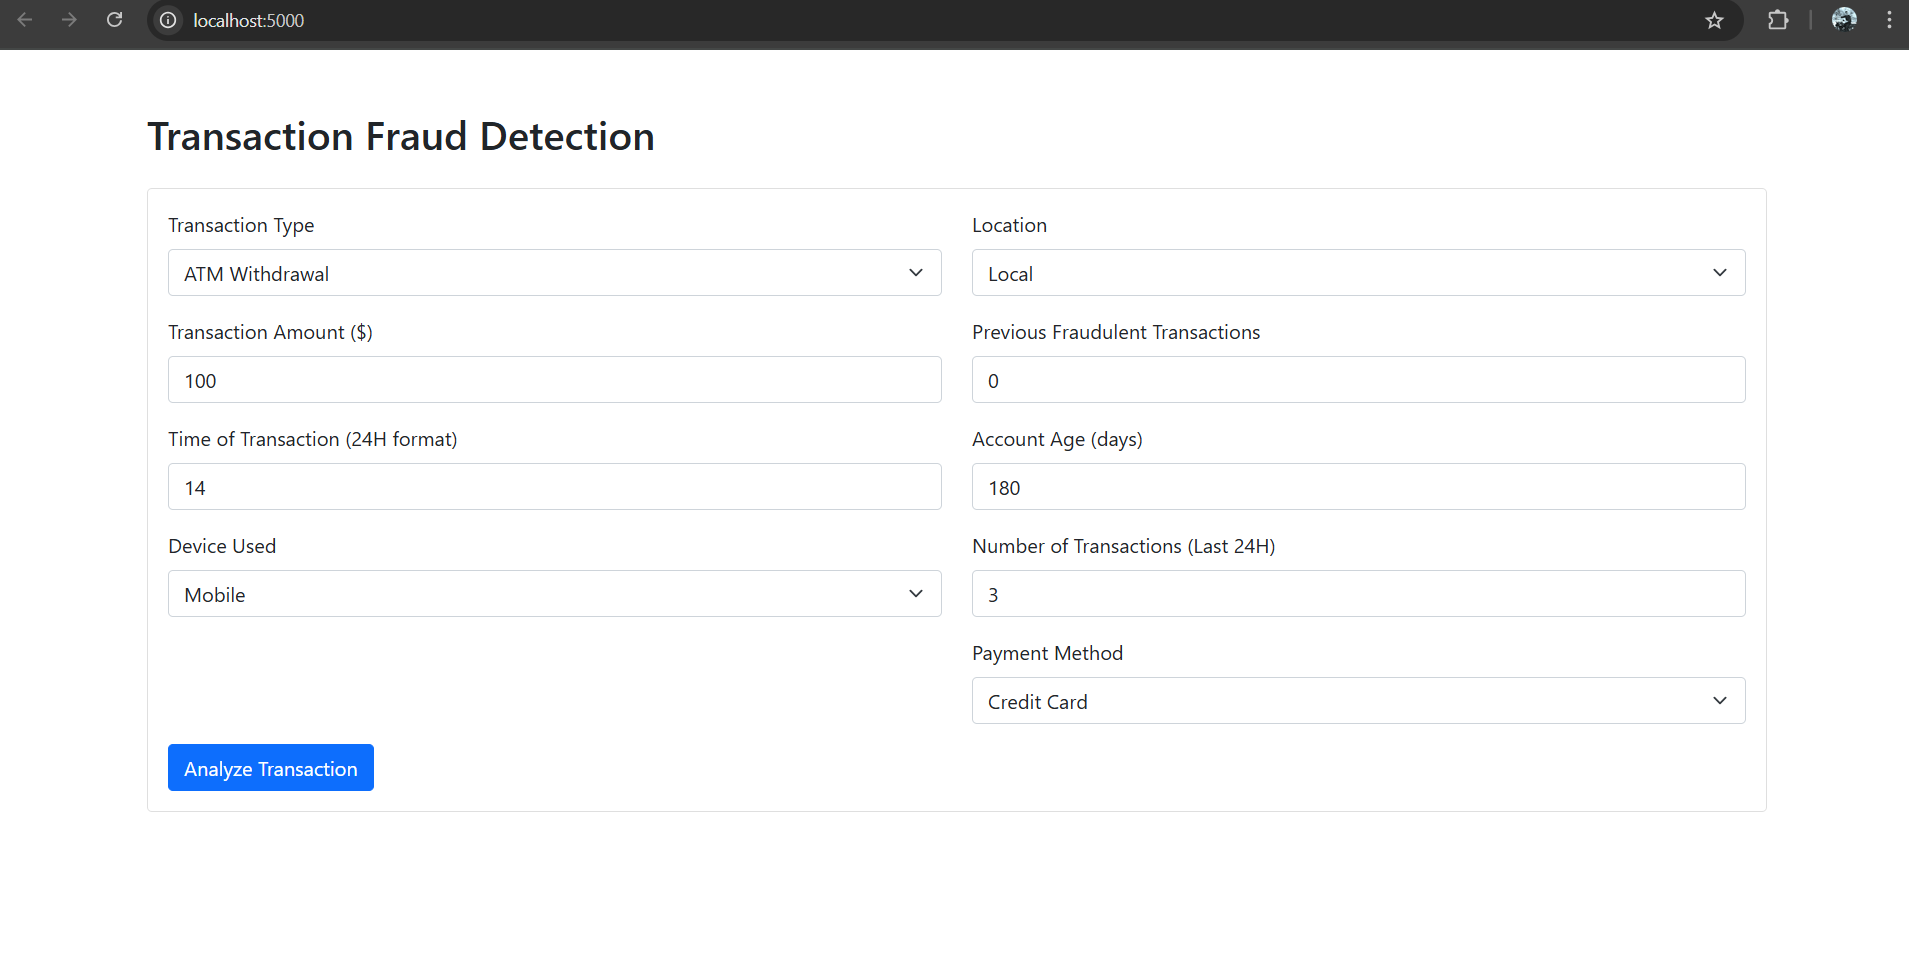 localhost:5000
Transaction Fraud Detection
Transaction Type
ATM Withdrawal
Location
Local
Transaction Amount ($)
100
Previous Fraudulent Transactions
0
Time of Transaction (24H format)
14
Account Age (days)
180
Device Used
Mobile
Number of Transactions (Last 24H)
3
Payment Method
Credit Card
Analyze Transaction